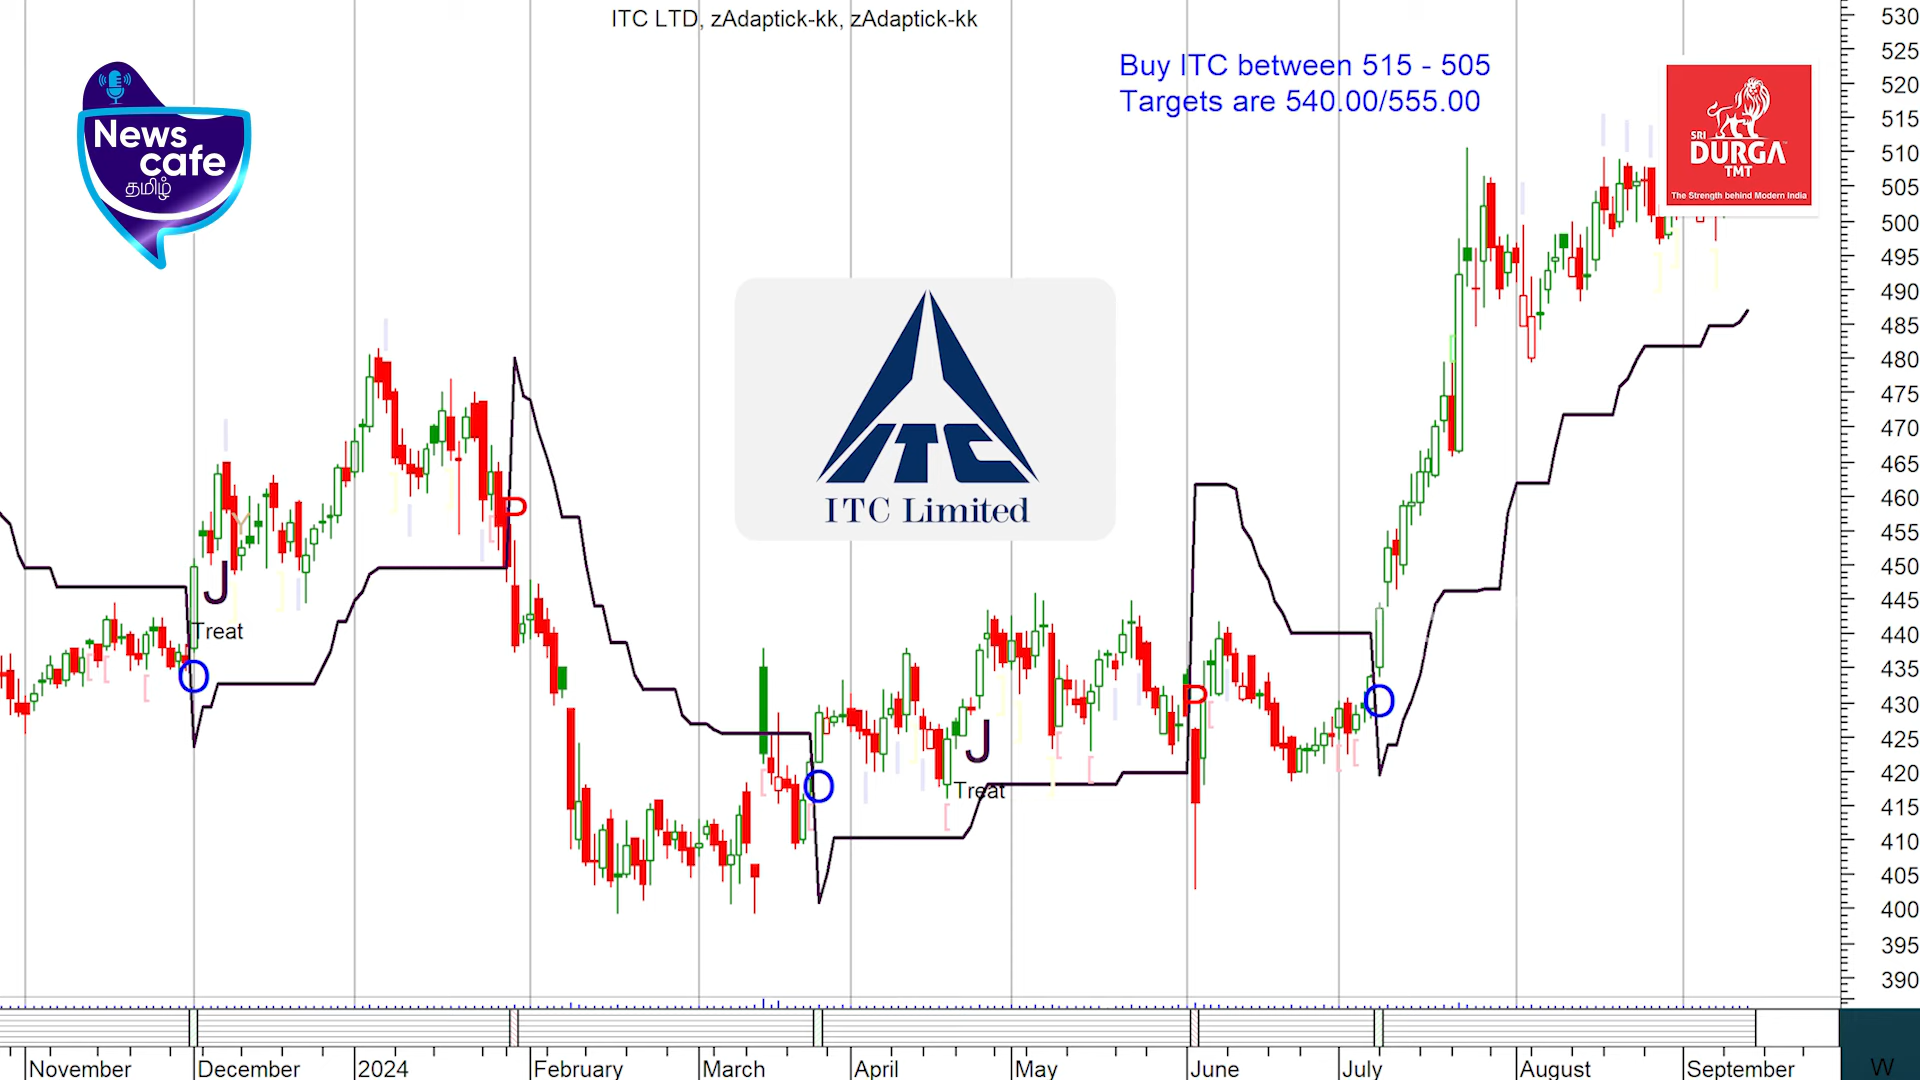 ITC LTD, zAdaptick-kk, zAdaptick-kk
Buy ITC between 515 - 505
Targets are 540.00/555.00
News
cafe
தமிழ்
SRI
DURGA
TMT
The Strength behind Modern India
ITC
ITC Limited
P
Y
J
Treat
O
P
O
J
Treat
O
530
525
520
515
510
505
500
495
490
485
480
475
470
465
460
455
450
445
440
435
430
425
420
415
410
405
400
395
390
November December 2024 February March April May June July August September W